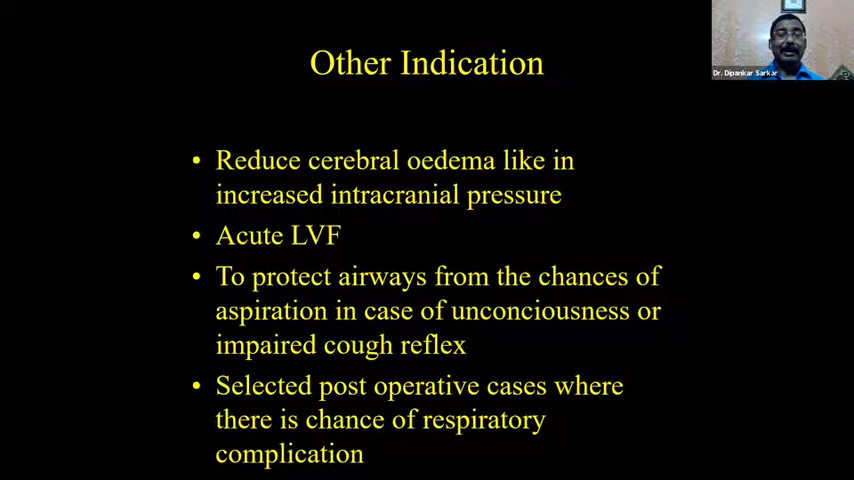 Other Indication
Dr. Dipankar Sarkar
• Reduce cerebral oedema like in
increased intracranial pressure
• Acute LVF
• To protect airways from the chances of
aspiration in case of unconciousness or
impaired cough reflex
• Selected post operative cases where
there is chance of respiratory
complication